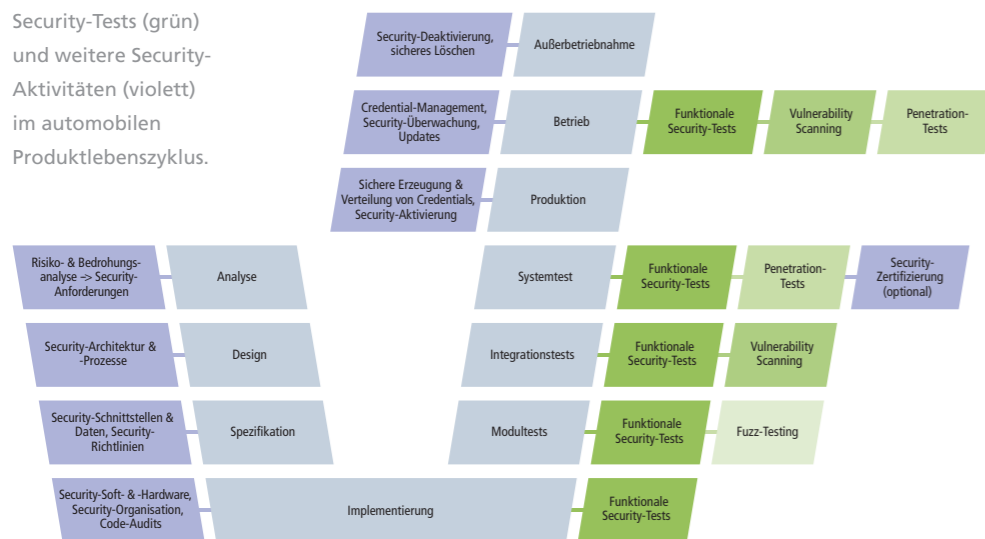 Security-Tests (grün)
und weitere Security-
Aktivitäten (violett)
im automobilen
Produktlebenszyklus.
Security-Deaktivierung,
sicheres Löschen
Außerbetriebnahme
Credential-Management,
Security-Überwachung,
Updates
Betrieb
Funktionale
Security-Tests
Vulnerability
Scanning
Penetration-
Tests
Sichere Erzeugung &
Verteilung von Credentials,
Security-Aktivierung
Produktion
Risiko- & Bedrohungs-
analyse –> Security-
Anforderungen
Analyse
Systemtest
Funktionale
Security-Tests
Penetration-
Tests
Security-
Zertifizierung
(optional)
Security-Architektur &
-Prozesse
Design
Integrationstests
Funktionale
Security-Tests
Vulnerability
Scanning
Security-Schnittstellen &
Daten, Security-
Richtlinien
Spezifikation
Modultests
Funktionale
Security-Tests
Fuzz-Testing
Security-Soft- & -Hardware,
Security-Organisation,
Code-Audits
Implementierung
Funktionale
Security-Tests